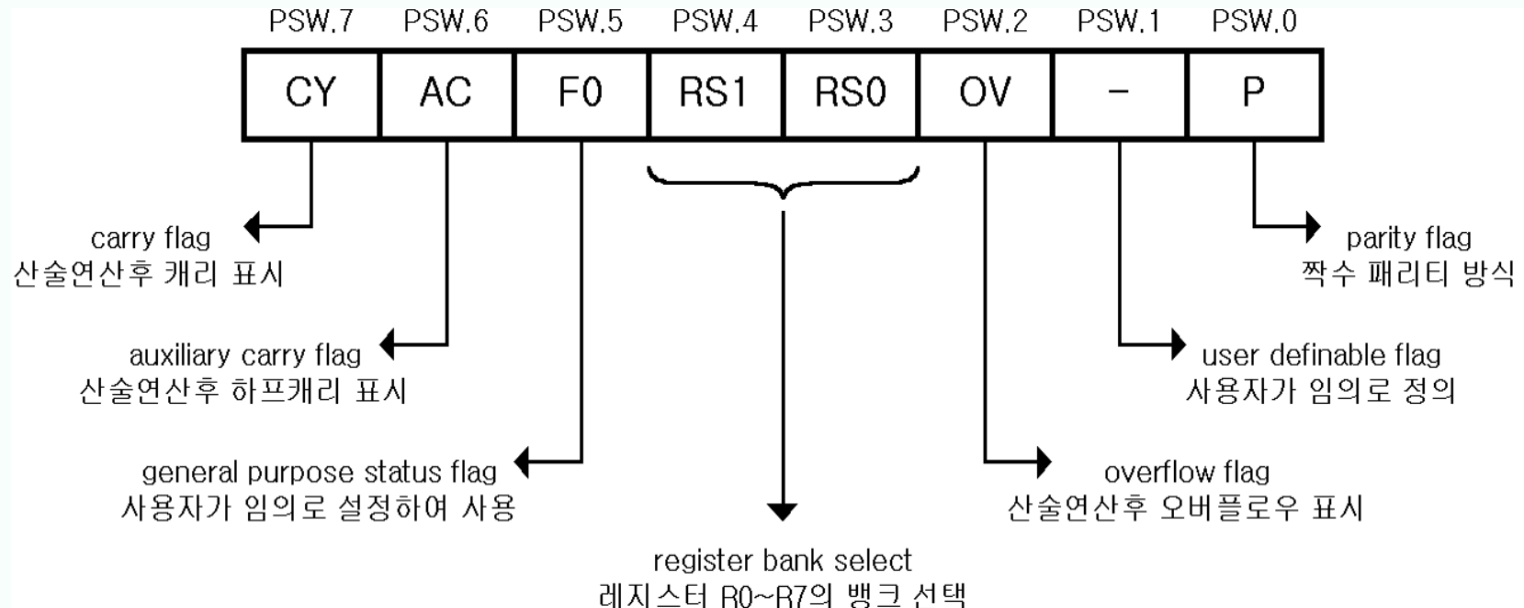 PSW.7 PSW.6 PSW.5 PSW.4 PSW.3 PSW.2 PSW.1 PSW.0
CY AC F0 RS1 RS0 OV - P
carry flag
산술연산후 캐리 표시
parity flag
짝수 패리티 방식
auxiliary carry flag
산술연산후 하프캐리 표시
user definable flag
사용자가 임의로 정의
general purpose status flag
사용자가 임의로 설정하여 사용
overflow flag
산술연산후 오버플로우 표시
register bank select
레지스터 R0~R7의 뱅크 선택